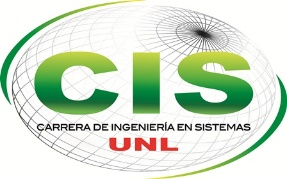 CIS
CARRERA DE INGENIERÍA EN SISTEMAS
UNL